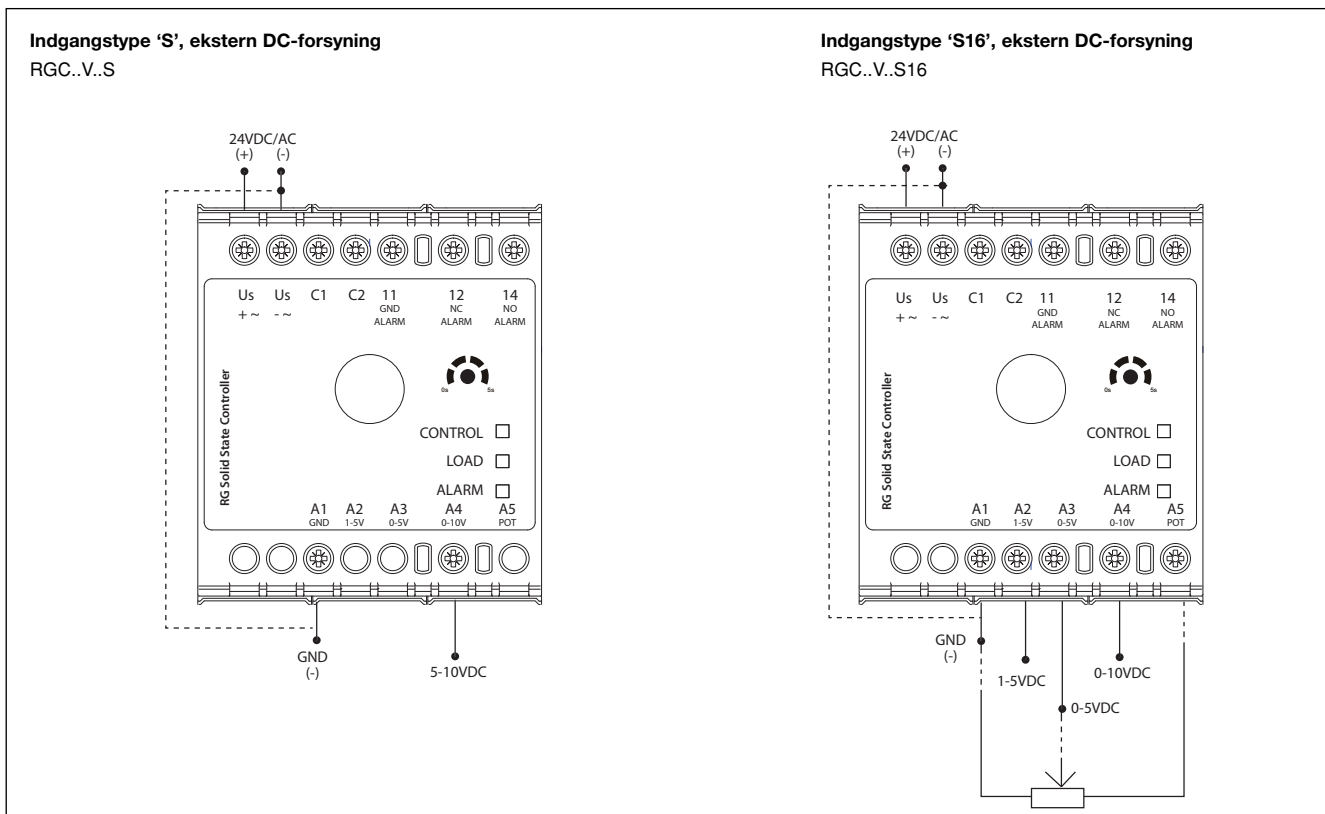 Indgangstype ‘S’, ekstern DC-forsyning
RGC..V..S
24VDC/AC
(+) (-)
Us Us C1 C2 11 12 14
+ ~ - ~ GND NC NO
ALARM ALARM ALARM
RG Solid State Controller
0s 5s
CONTROL
LOAD
ALARM
A1 A2 A3 A4 A5
GND 1-5V 0-5V 0-10V POT
GND
(-)
5-10VDC
Indgangstype ‘S16’, ekstern DC-forsyning
RGC..V..S16
24VDC/AC
(+) (-)
Us Us C1 C2 11 12 14
+ ~ - ~ GND NC NO
ALARM ALARM ALARM
RG Solid State Controller
0s 5s
CONTROL
LOAD
ALARM
A1 A2 A3 A4 A5
GND 1-5V 0-5V 0-10V POT
GND
(-)
1-5VDC
0-10VDC
0-5VDC